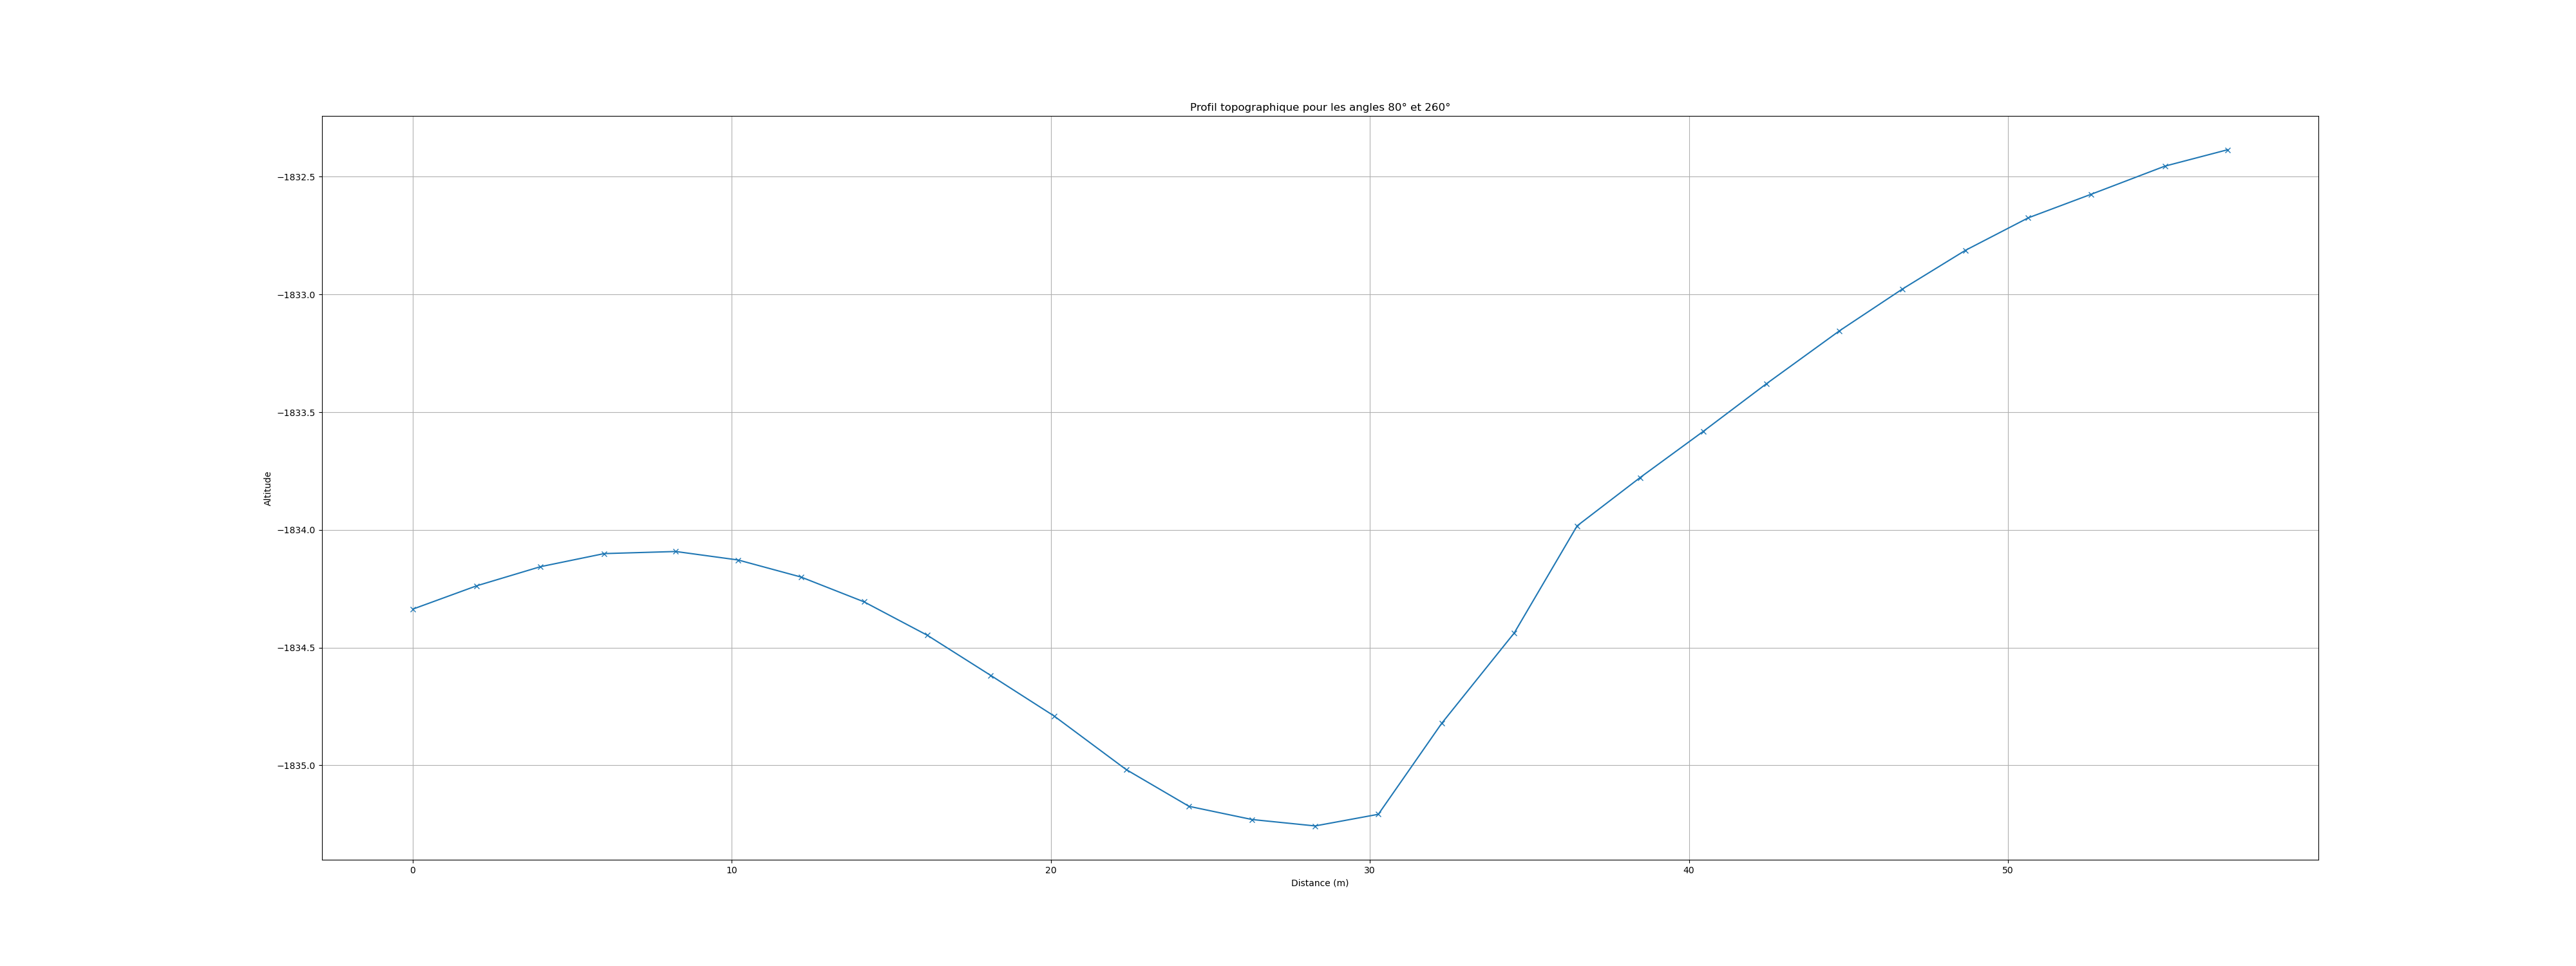 Profil topographique pour les angles 80° et 260°
−1832.5
−1833.0
−1833.5
−1834.0
−1834.5
−1835.0
Altitude
0 10 20 30 40 50
Distance (m)